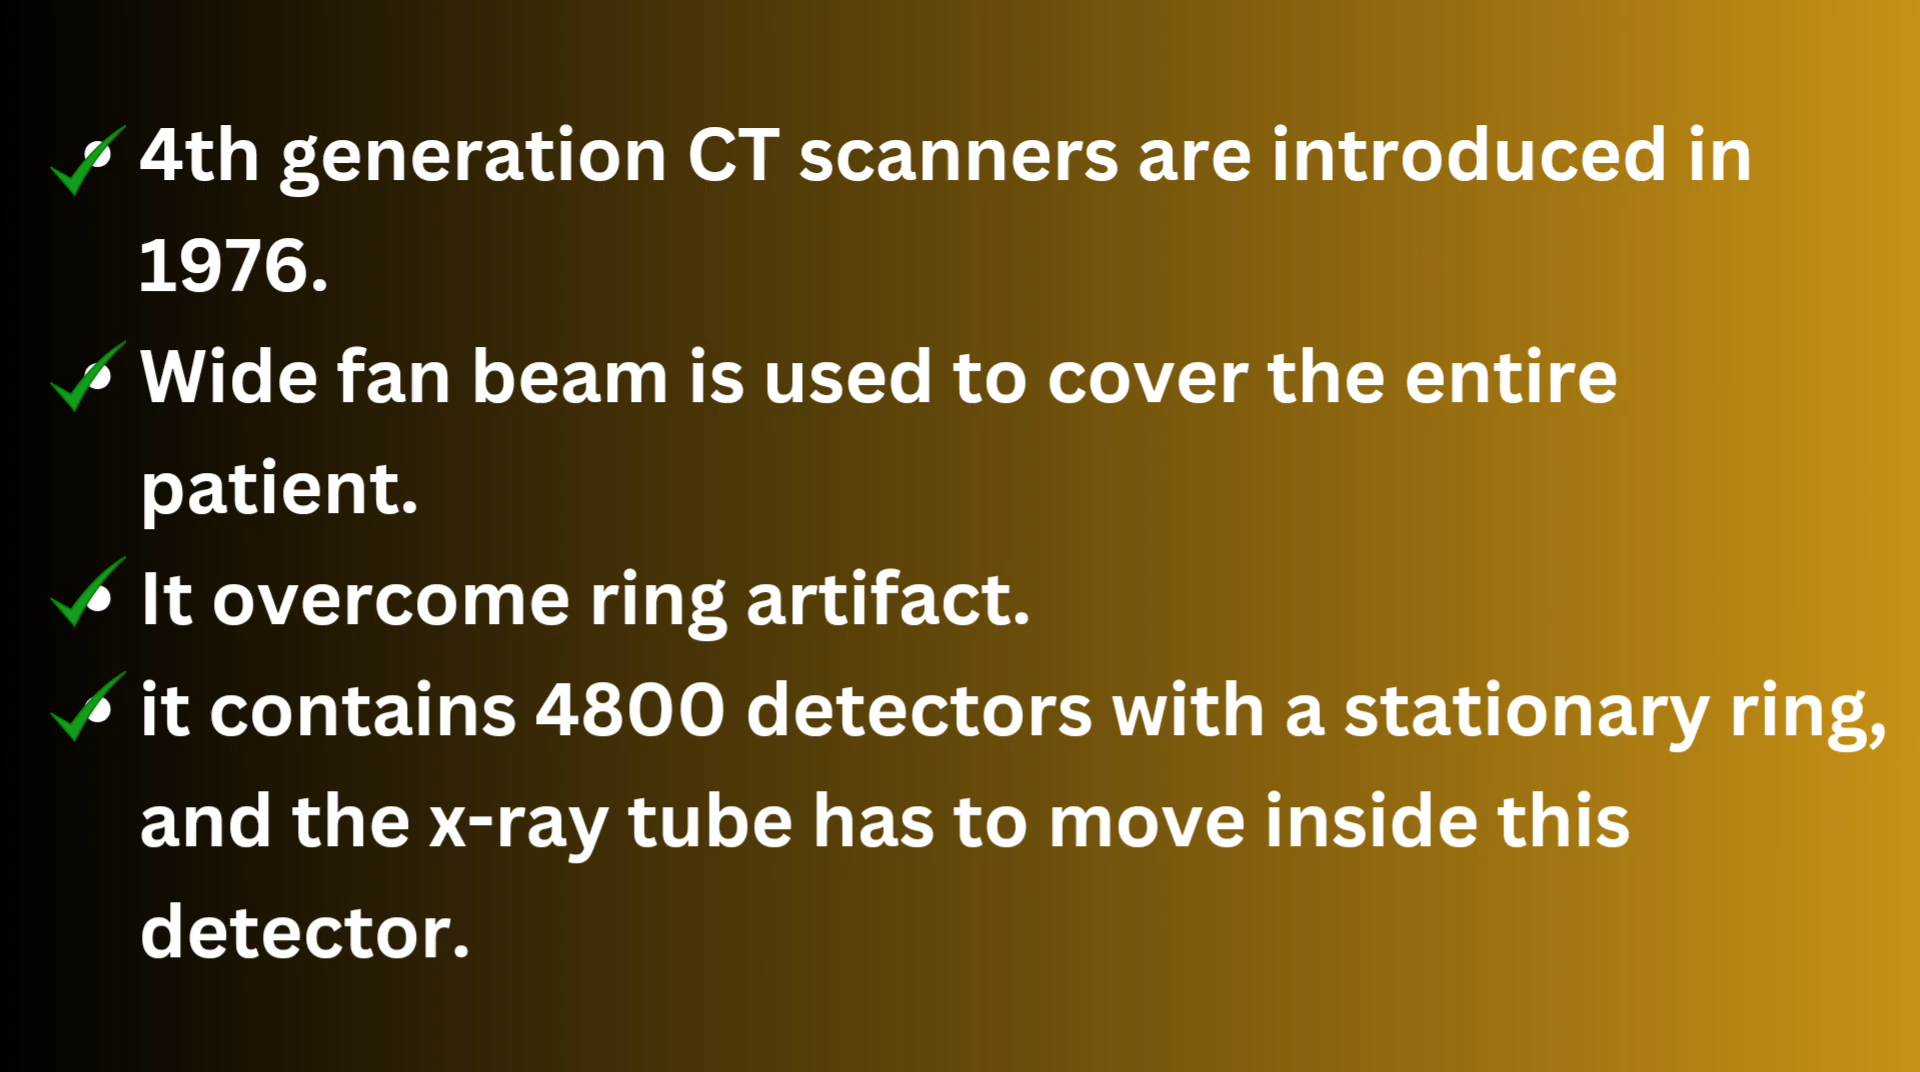 4th generation CT scanners are introduced in
1976.
Wide fan beam is used to cover the entire
patient.
It overcome ring artifact.
it contains 4800 detectors with a stationary ring,
and the x-ray tube has to move inside this
detector.